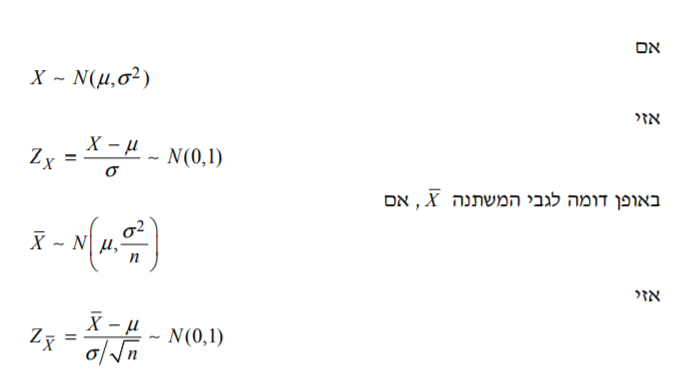 אם
X ~ N(μ,σ²)
אזי
Z_X = (X − μ)/σ ~ N(0,1)
באופן דומה לגבי המשתנה X̄ , אם
X̄ ~ N(μ, σ²/n)
אזי
Z_X̄ = (X̄ − μ)/(σ/√n) ~ N(0,1)